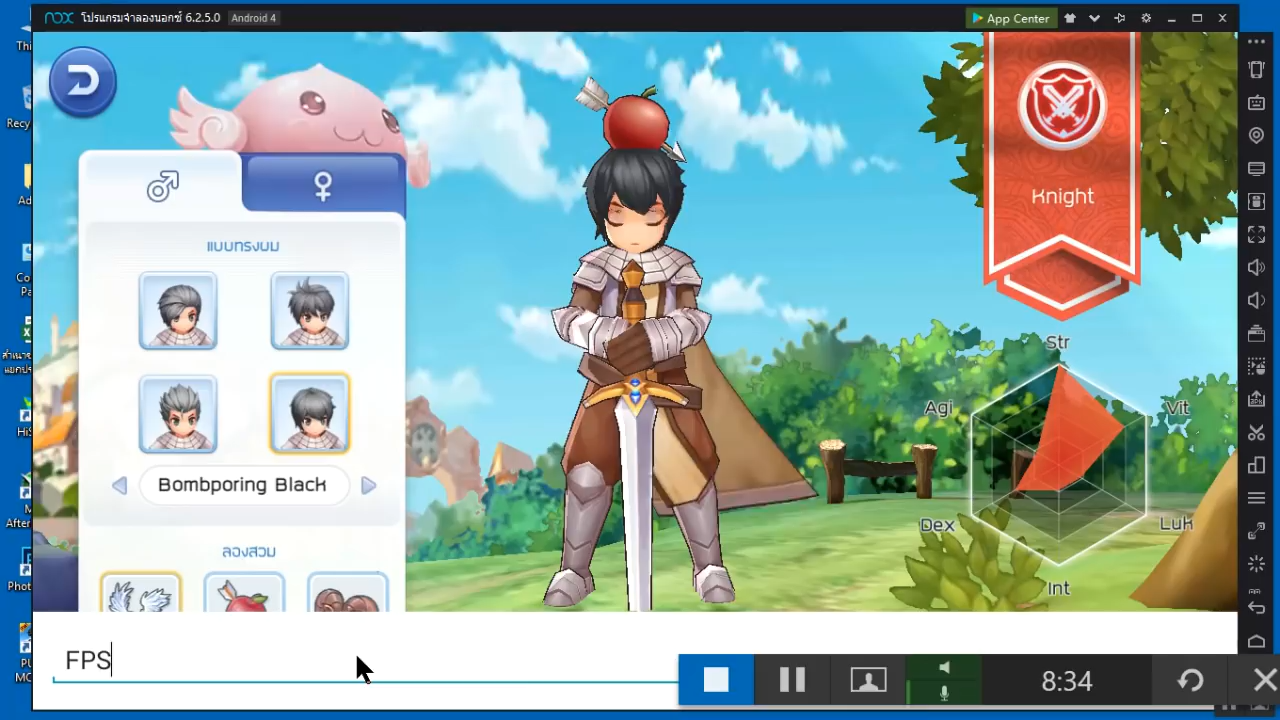 nox โปรแกรมจำลองนอกซ์ 6.2.5.0 Android 4
App Center
Knight
แบบทรงผม
Str
Agi
Vit
Bombporing Black
Dex
Luk
ลองสวม
Int
FPS
8:34